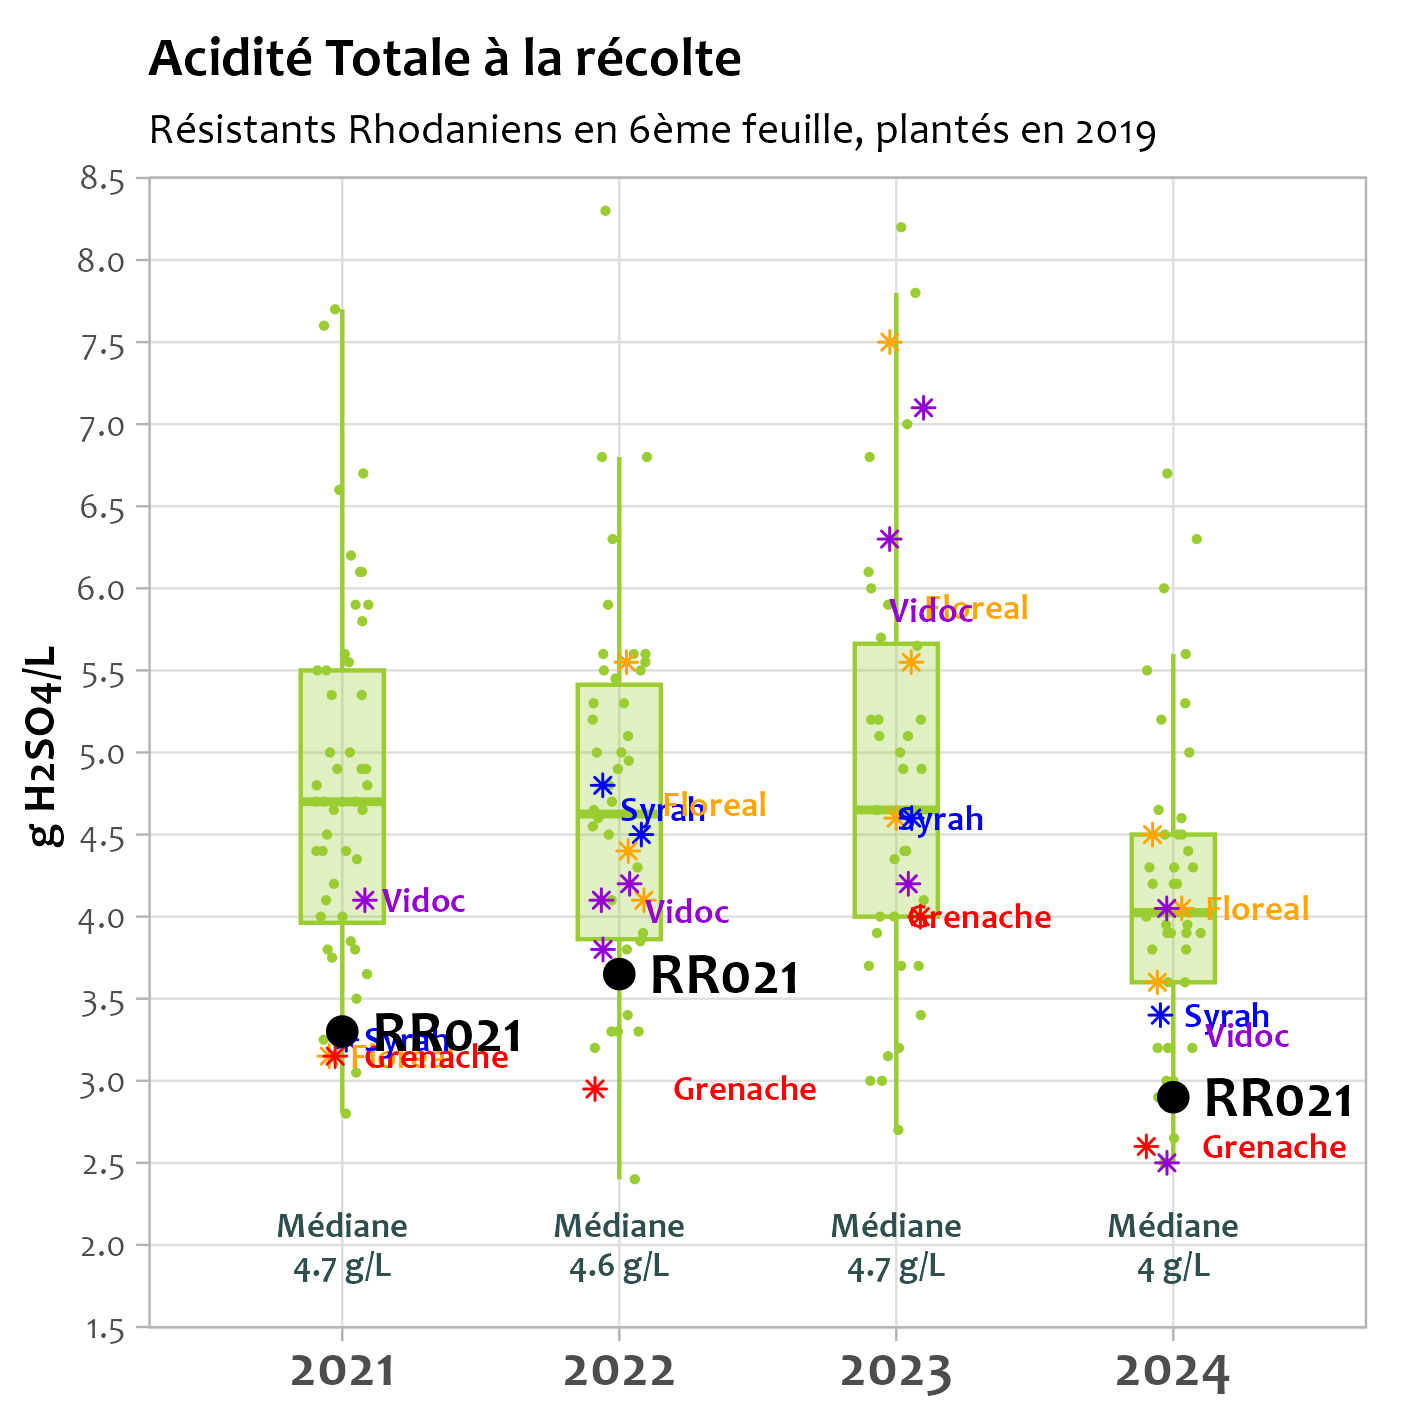 Acidité Totale à la récolte
Résistants Rhodaniens en 6ème feuille, plantés en 2019
g H2SO4/L
8.5
8.0
7.5
7.0
6.5
6.0
5.5
5.0
4.5
4.0
3.5
3.0
2.5
2.0
1.5
Vidoc
RR021
Syrah
Floreal
Grenache
Syrah
Floreal
Vidoc
RR021
Grenache
Vidoc
Floreal
Syrah
Grenache
Floreal
Syrah
Vidoc
RR021
Grenache
Médiane
4.7 g/L
Médiane
4.6 g/L
Médiane
4.7 g/L
Médiane
4 g/L
2021
2022
2023
2024